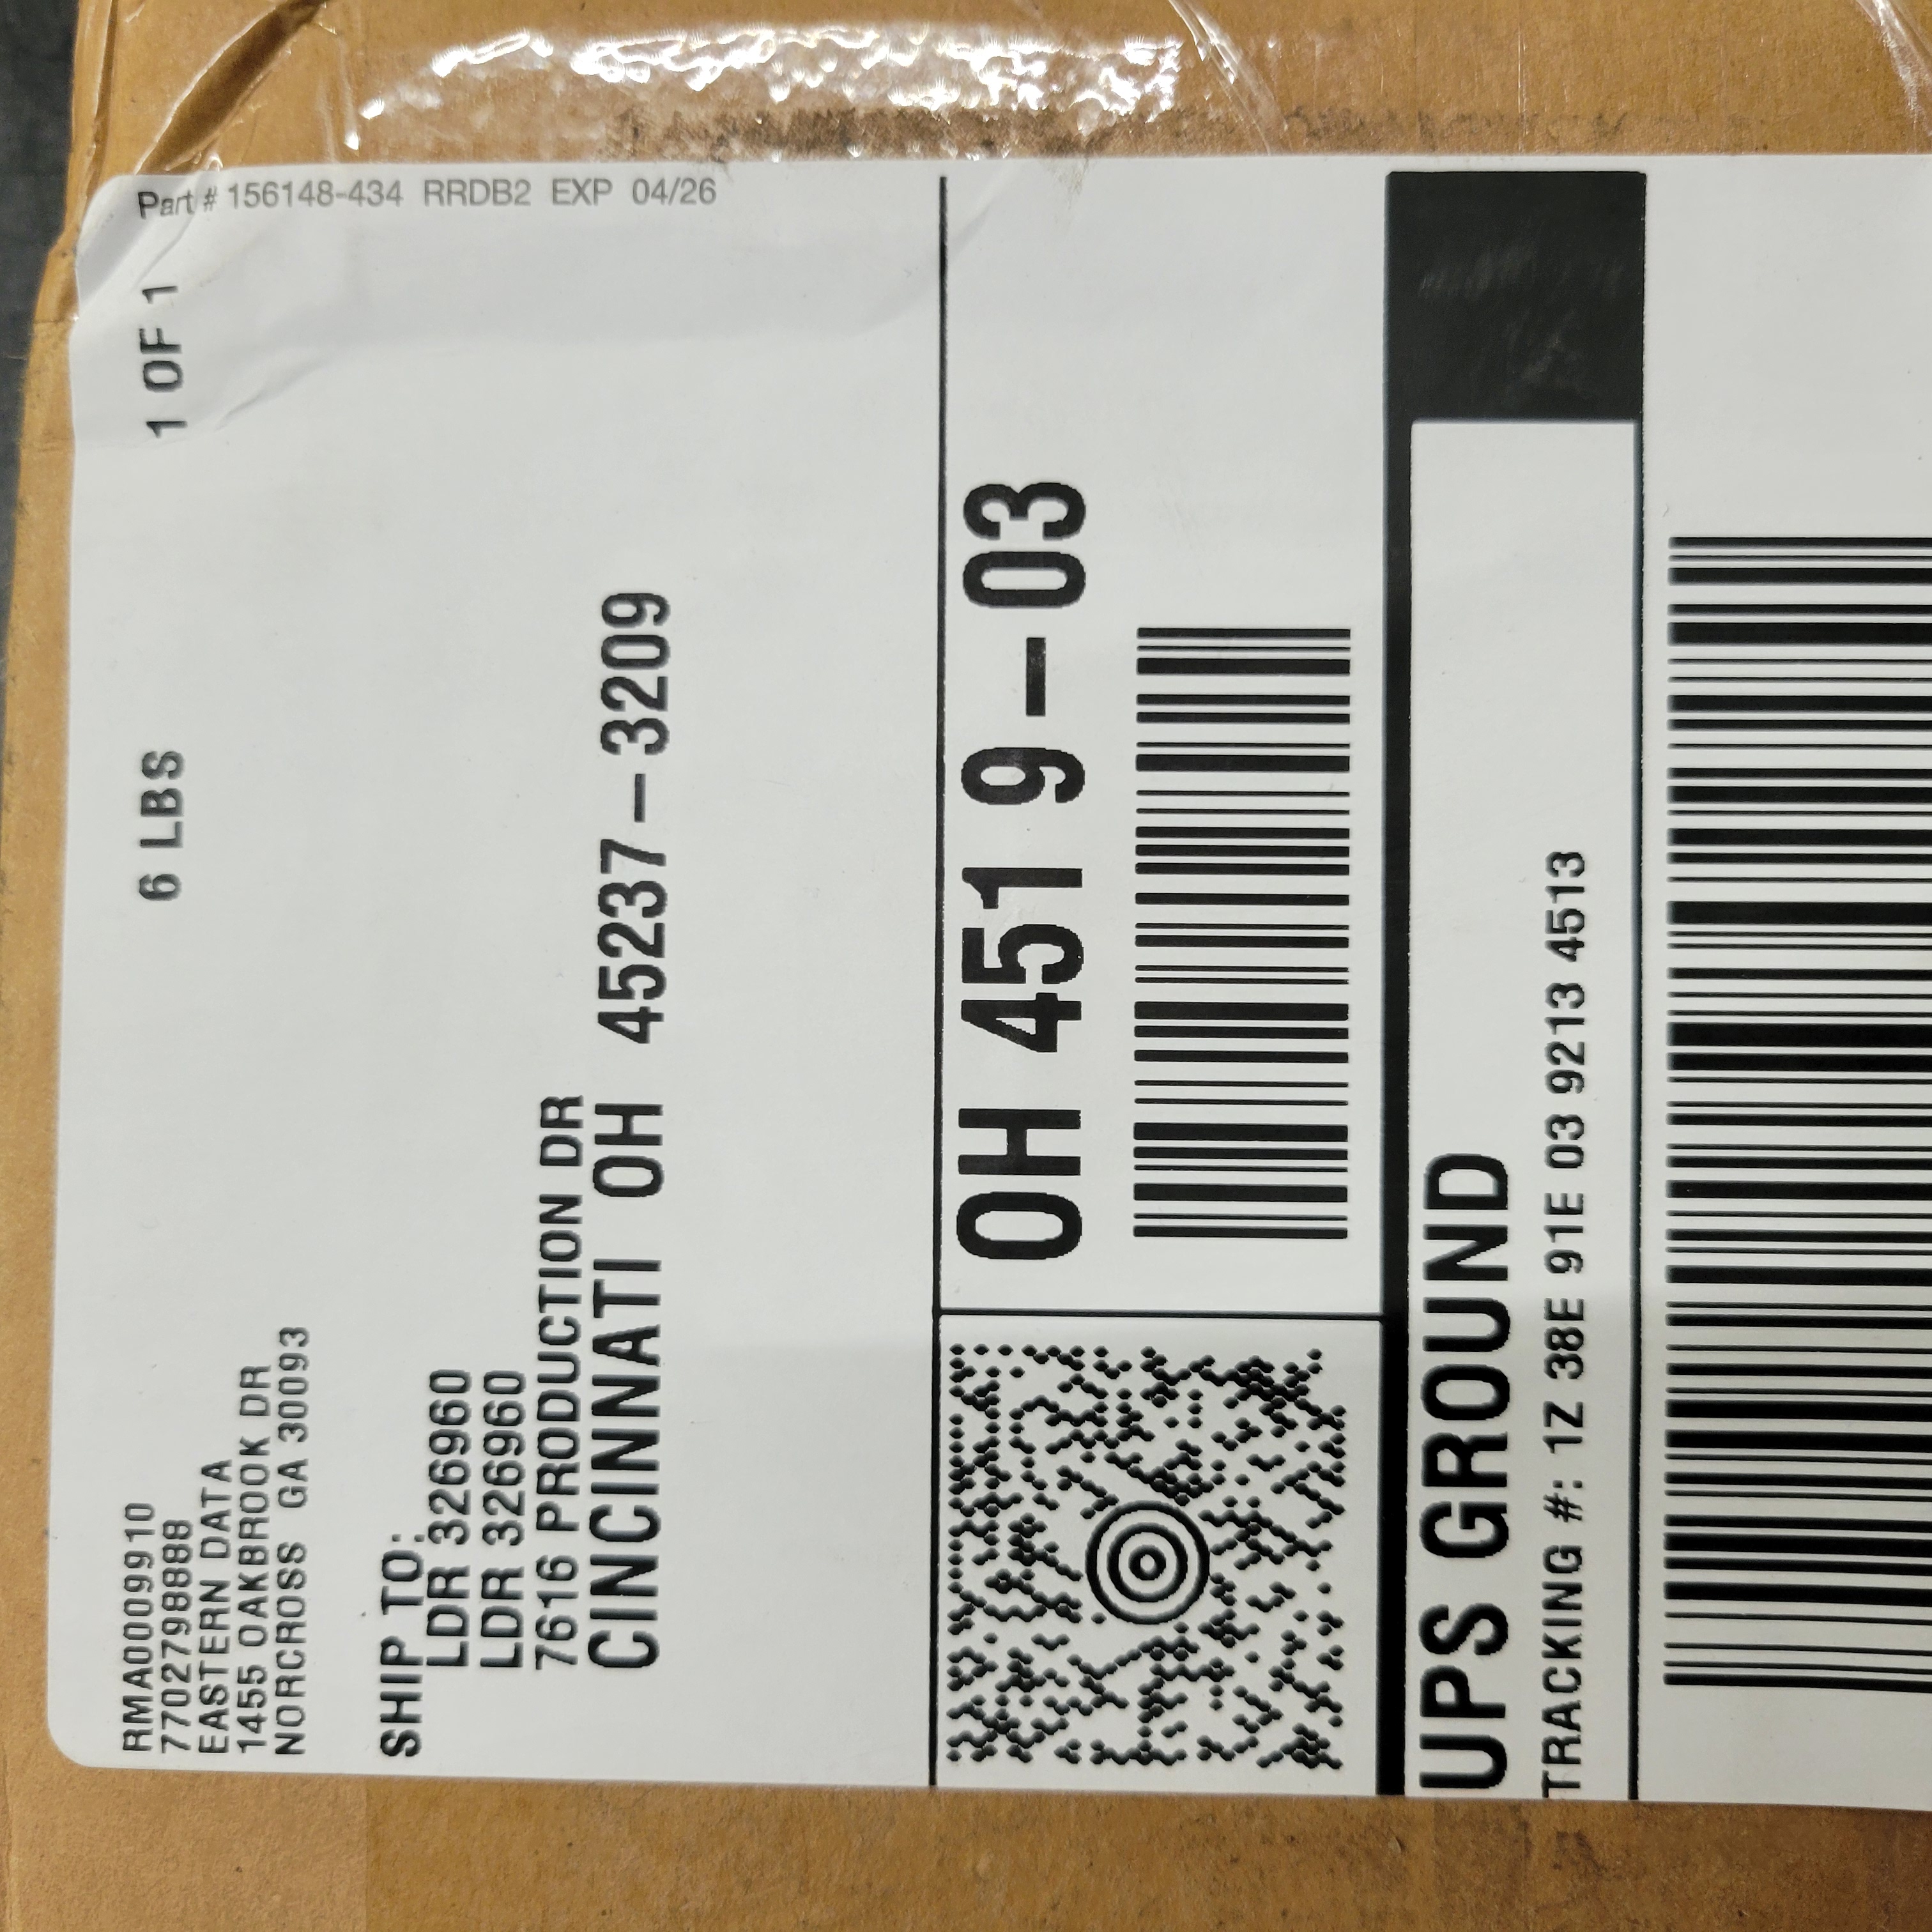 RMA0009910
7702798888
EASTERN DATA
1455 OAKBROOK DR
NORCROSS GA 30093
6 LBS
1 OF 1
Part # 156148-434 RRDB2 EXP 04/26
SHIP TO:
LDR 326960
LDR 326960
7616 PRODUCTION DR
CINCINNATI OH 45237-3209
OH 451 9-03
UPS GROUND
TRACKING #: 1Z 38E 91E 03 9213 4513